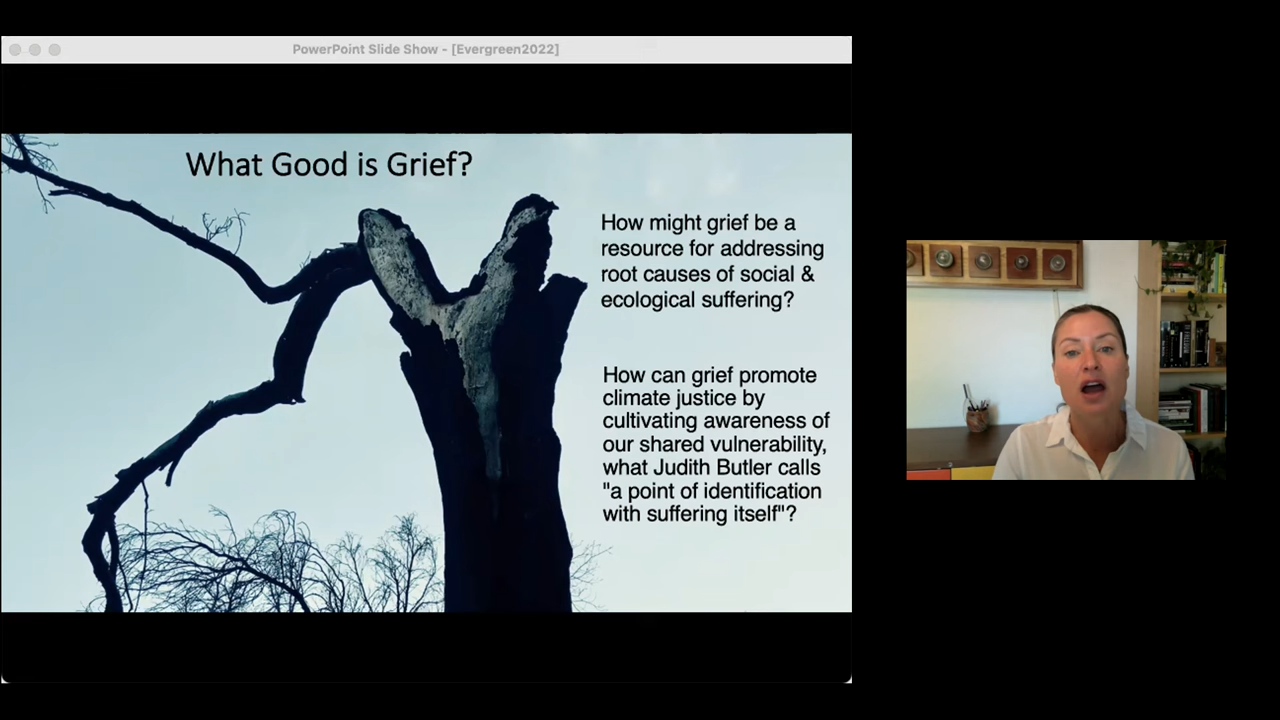 PowerPoint Slide Show - [Evergreen2022]
What Good is Grief?
How might grief be a
resource for addressing
root causes of social &
ecological suffering?
How can grief promote
climate justice by
cultivating awareness of
our shared vulnerability,
what Judith Butler calls
"a point of identification
with suffering itself"?